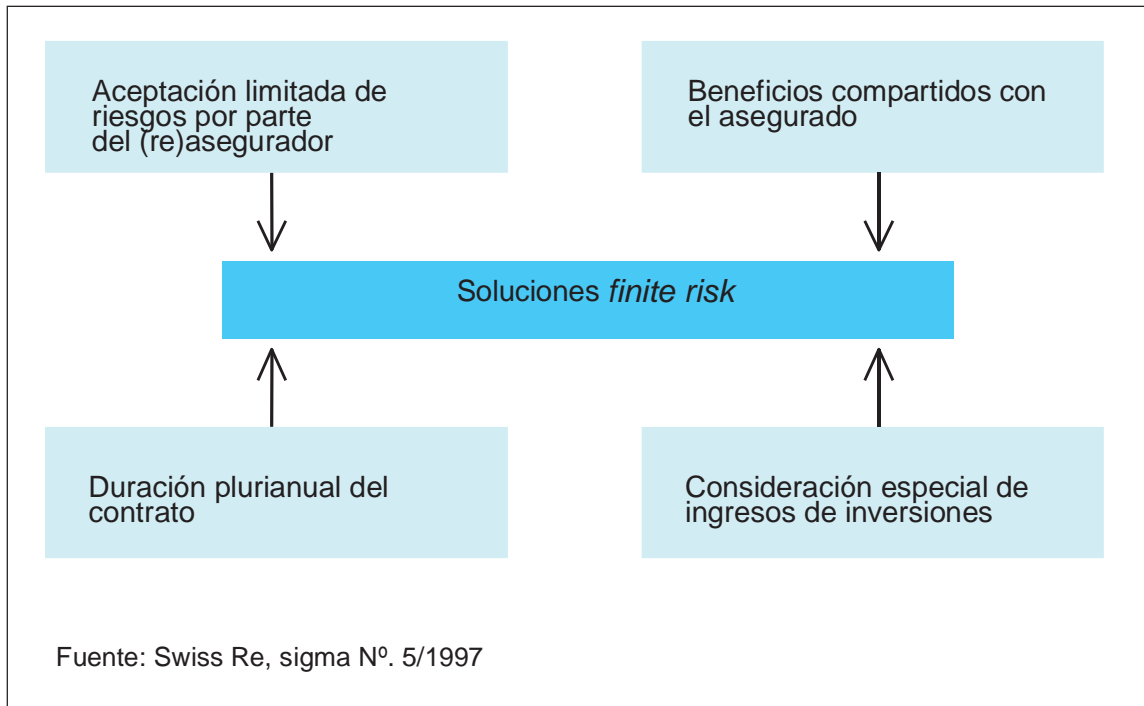 Aceptación limitada de
riesgos por parte
del (re)asegurador
Beneficios compartidos con
el asegurado
Soluciones finite risk
Duración plurianual del
contrato
Consideración especial de
ingresos de inversiones
Fuente: Swiss Re, sigma Nº. 5/1997